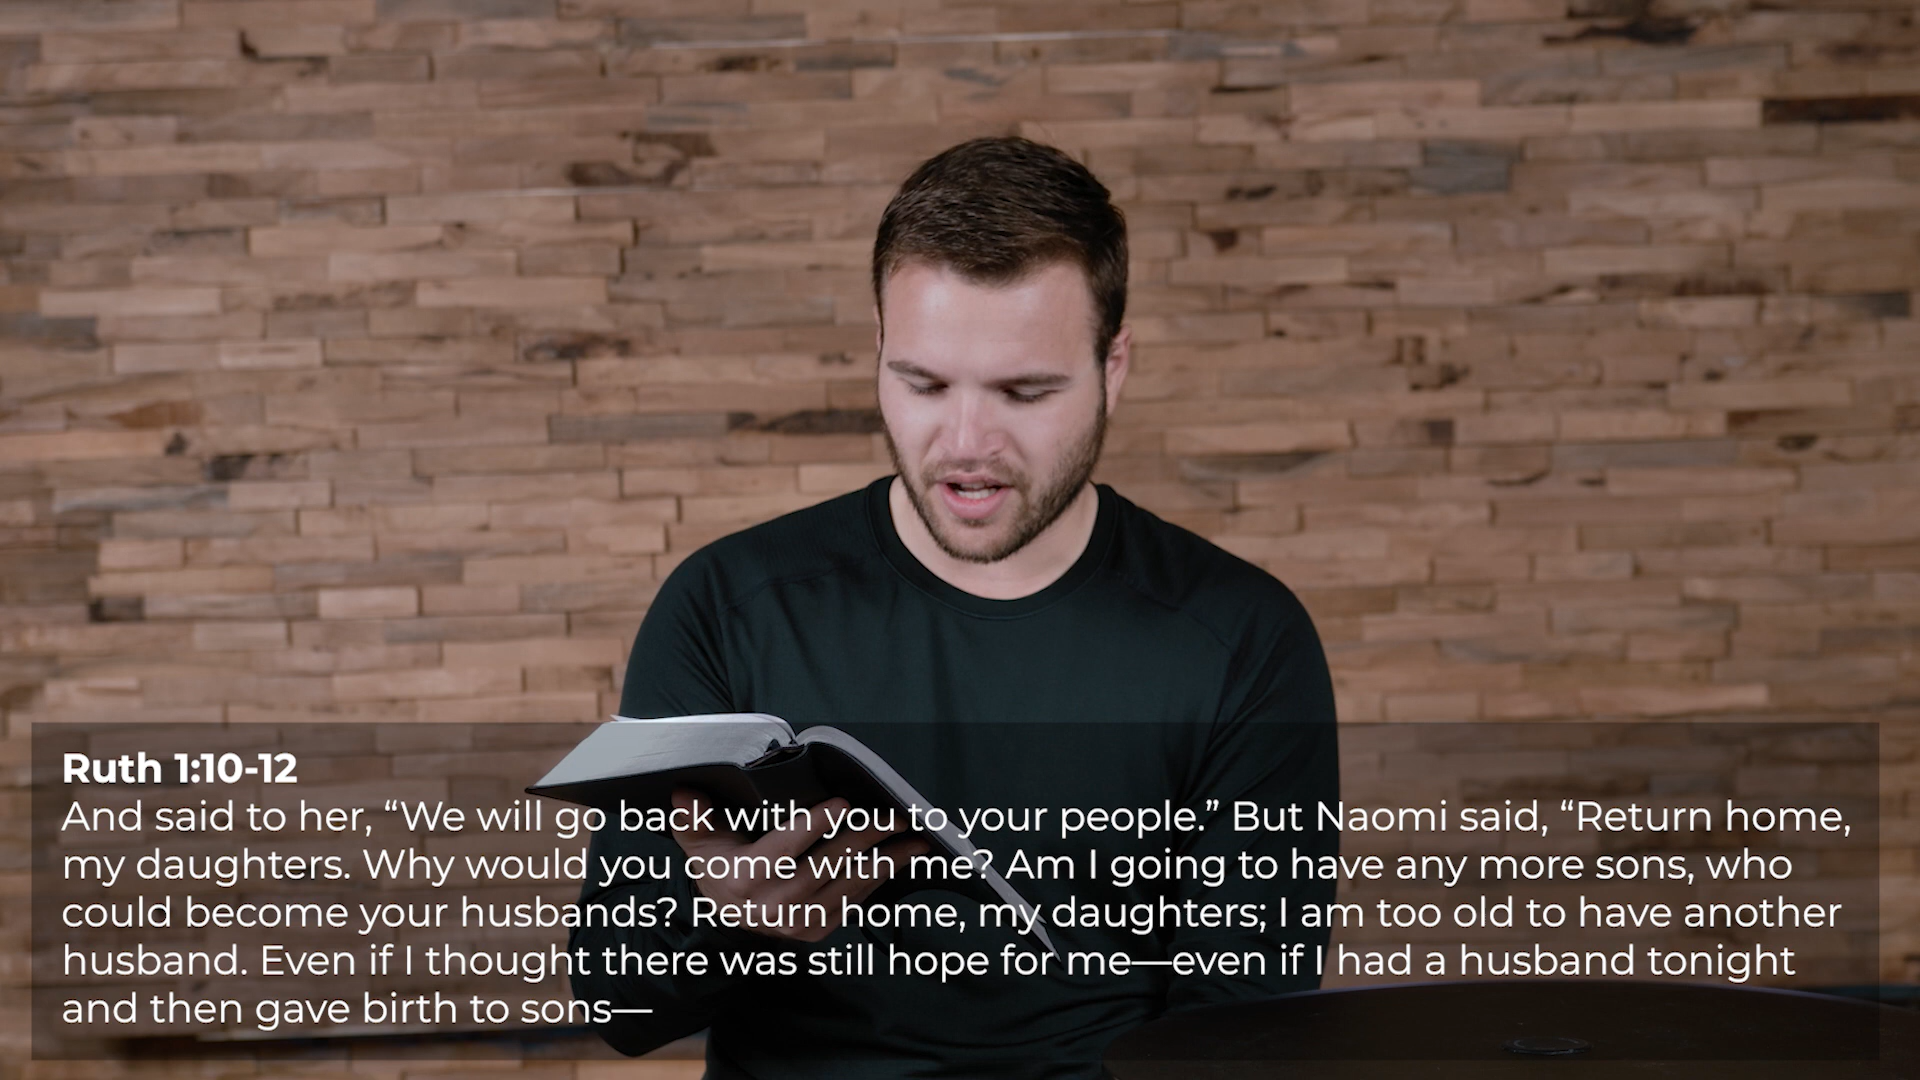 Ruth 1:10-12
And said to her, “We will go back with you to your people.” But Naomi said, “Return home,
my daughters. Why would you come with me? Am I going to have any more sons, who
could become your husbands? Return home, my daughters; I am too old to have another
husband. Even if I thought there was still hope for me—even if I had a husband tonight
and then gave birth to sons—